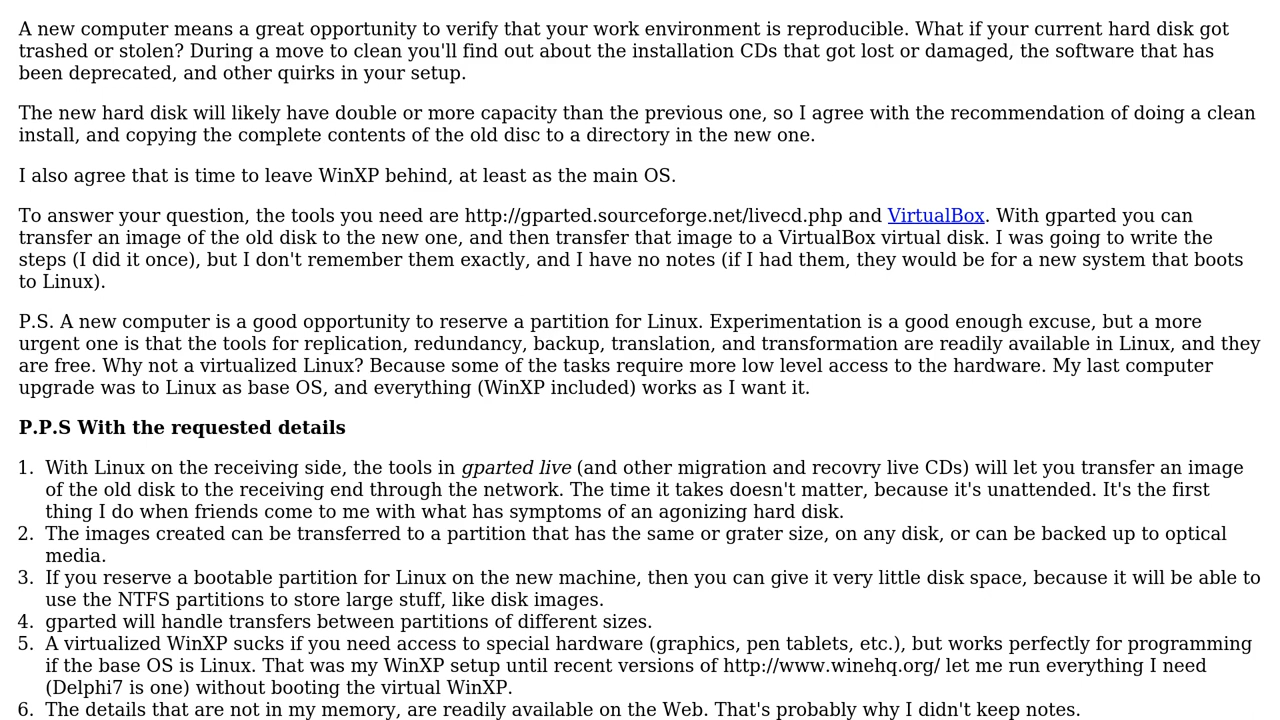 A new computer means a great opportunity to verify that your work environment is reproducible. What if your current hard disk got
trashed or stolen? During a move to clean you'll find out about the installation CDs that got lost or damaged, the software that has
been deprecated, and other quirks in your setup.
The new hard disk will likely have double or more capacity than the previous one, so I agree with the recommendation of doing a clean
install, and copying the complete contents of the old disc to a directory in the new one.
I also agree that is time to leave WinXP behind, at least as the main OS.
To answer your question, the tools you need are http://gparted.sourceforge.net/livecd.php and VirtualBox. With gparted you can
transfer an image of the old disk to the new one, and then transfer that image to a VirtualBox virtual disk. I was going to write the
steps (I did it once), but I don't remember them exactly, and I have no notes (if I had them, they would be for a new system that boots
to Linux).
P.S. A new computer is a good opportunity to reserve a partition for Linux. Experimentation is a good enough excuse, but a more
urgent one is that the tools for replication, redundancy, backup, translation, and transformation are readily available in Linux, and they
are free. Why not a virtualized Linux? Because some of the tasks require more low level access to the hardware. My last computer
upgrade was to Linux as base OS, and everything (WinXP included) works as I want it.
P.P.S With the requested details
1. With Linux on the receiving side, the tools in gparted live (and other migration and recovry live CDs) will let you transfer an image
of the old disk to the receiving end through the network. The time it takes doesn't matter, because it's unattended. It's the first
thing I do when friends come to me with what has symptoms of an agonizing hard disk.
2. The images created can be transferred to a partition that has the same or grater size, on any disk, or can be backed up to optical
media.
3. If you reserve a bootable partition for Linux on the new machine, then you can give it very little disk space, because it will be able to
use the NTFS partitions to store large stuff, like disk images.
4. gparted will handle transfers between partitions of different sizes.
5. A virtualized WinXP sucks if you need access to special hardware (graphics, pen tablets, etc.), but works perfectly for programming
if the base OS is Linux. That was my WinXP setup until recent versions of http://www.winehq.org/ let me run everything I need
(Delphi7 is one) without booting the virtual WinXP.
6. The details that are not in my memory, are readily available on the Web. That's probably why I didn't keep notes.